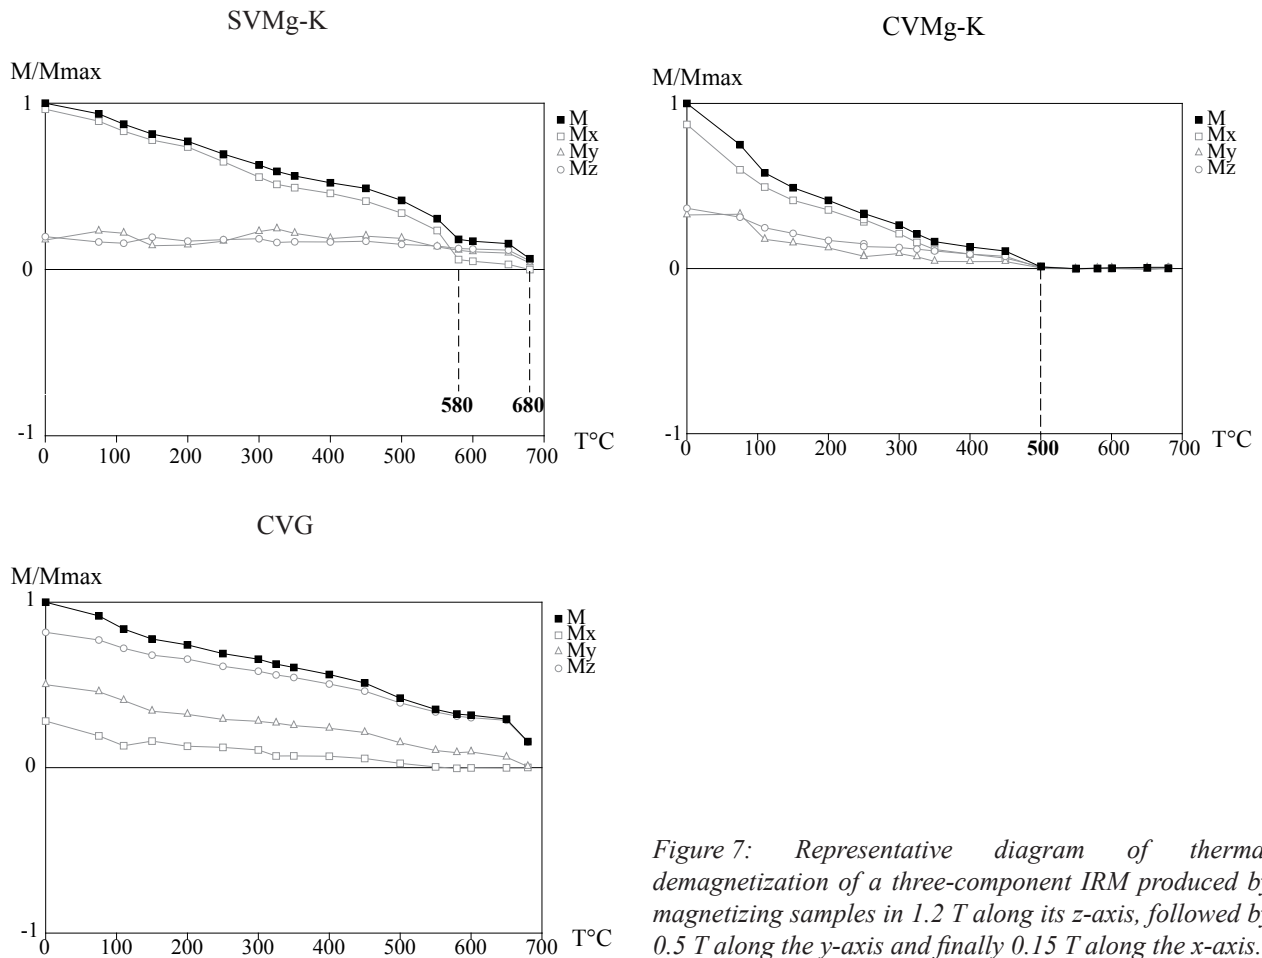 SVMg-K
M/Mmax
1
0
-1
M
Mx
My
Mz
580
680
0 100 200 300 400 500 600 700
T°C
CVMg-K
M/Mmax
1
0
-1
M
Mx
My
Mz
0 100 200 300 400 500 600 700
T°C
CVG
M/Mmax
1
0
-1
M
Mx
My
Mz
0 100 200 300 400 500 600 700
T°C
Figure 7: Representative diagram of therma
demagnetization of a three-component IRM produced by
magnetizing samples in 1.2 T along its z-axis, followed by
0.5 T along the y-axis and finally 0.15 T along the x-axis.